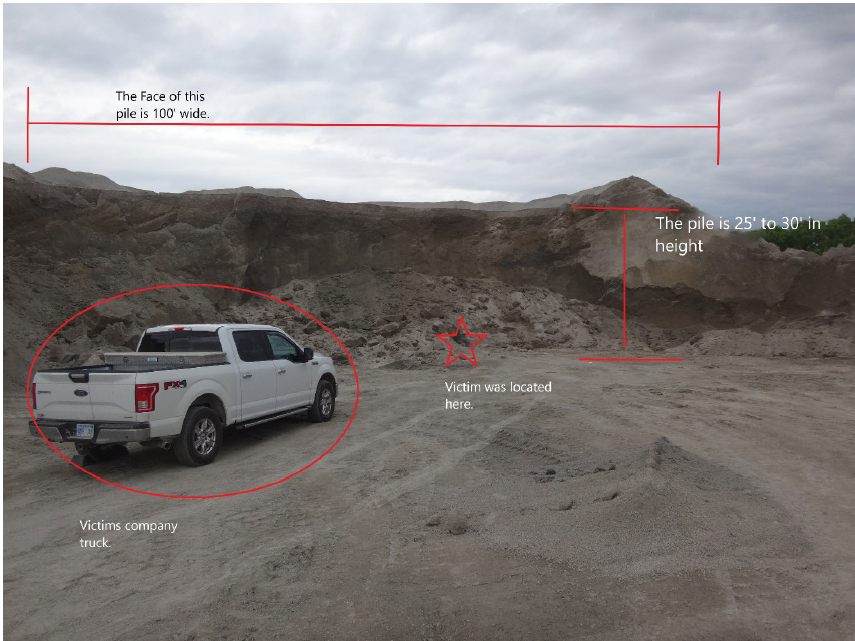 The Face of this
pile is 100' wide.
The pile is 25' to 30' in
height
FX4
Victim was located
here.
Victims company
truck.